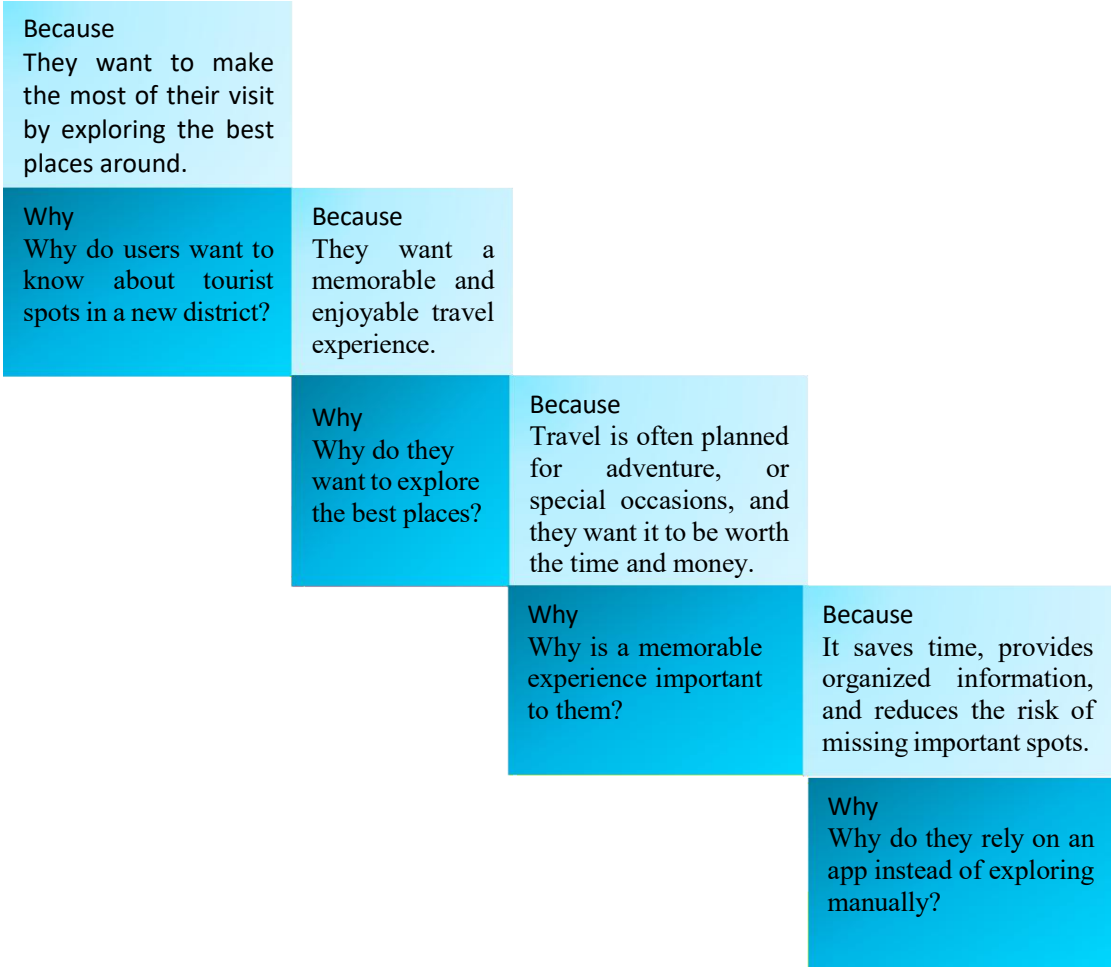 Because
They want to make
the most of their visit
by exploring the best
places around.
Why
Why do users want to
know about tourist
spots in a new district?
Because
They want a
memorable and
enjoyable travel
experience.
Why
Why do they
want to explore
the best places?
Because
Travel is often planned
for adventure, or
special occasions, and
they want it to be worth
the time and money.
Why
Why is a memorable
experience important
to them?
Because
It saves time, provides
organized information,
and reduces the risk of
missing important spots.
Why
Why do they rely on an
app instead of exploring
manually?